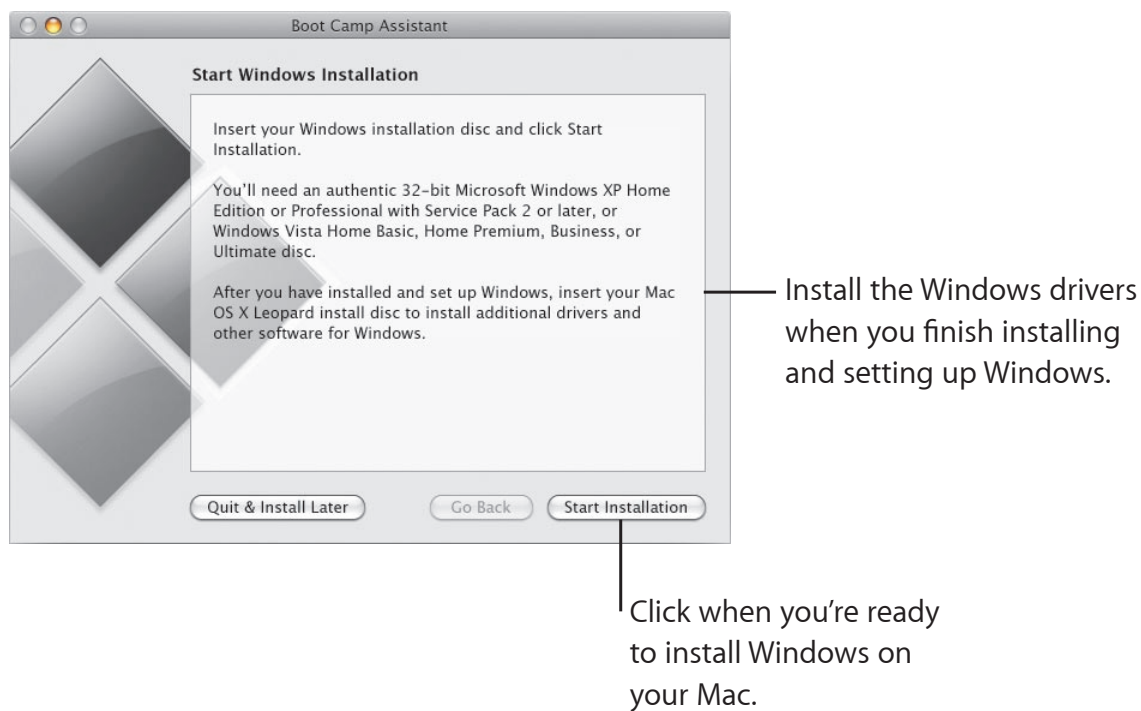 Boot Camp Assistant
Start Windows Installation
Insert your Windows installation disc and click Start
Installation.
You'll need an authentic 32-bit Microsoft Windows XP Home
Edition or Professional with Service Pack 2 or later, or
Windows Vista Home Basic, Home Premium, Business, or
Ultimate disc.
After you have installed and set up Windows, insert your Mac
OS X Leopard install disc to install additional drivers and
other software for Windows.
Quit & Install Later
Go Back
Start Installation
Install the Windows drivers
when you finish installing
and setting up Windows.
Click when you're ready
to install Windows on
your Mac.